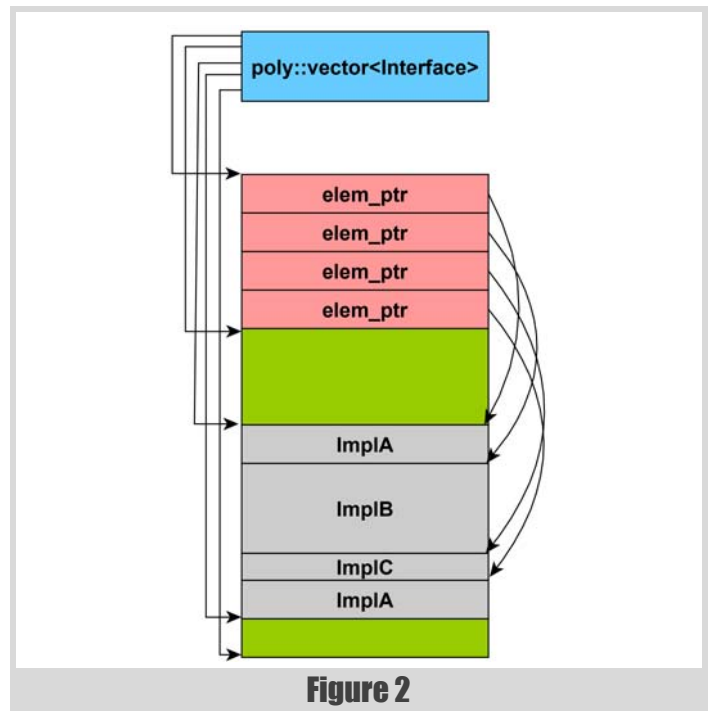 poly::vector<Interface>
elem_ptr
elem_ptr
elem_ptr
elem_ptr
ImplA
ImplB
ImplC
ImplA
Figure 2